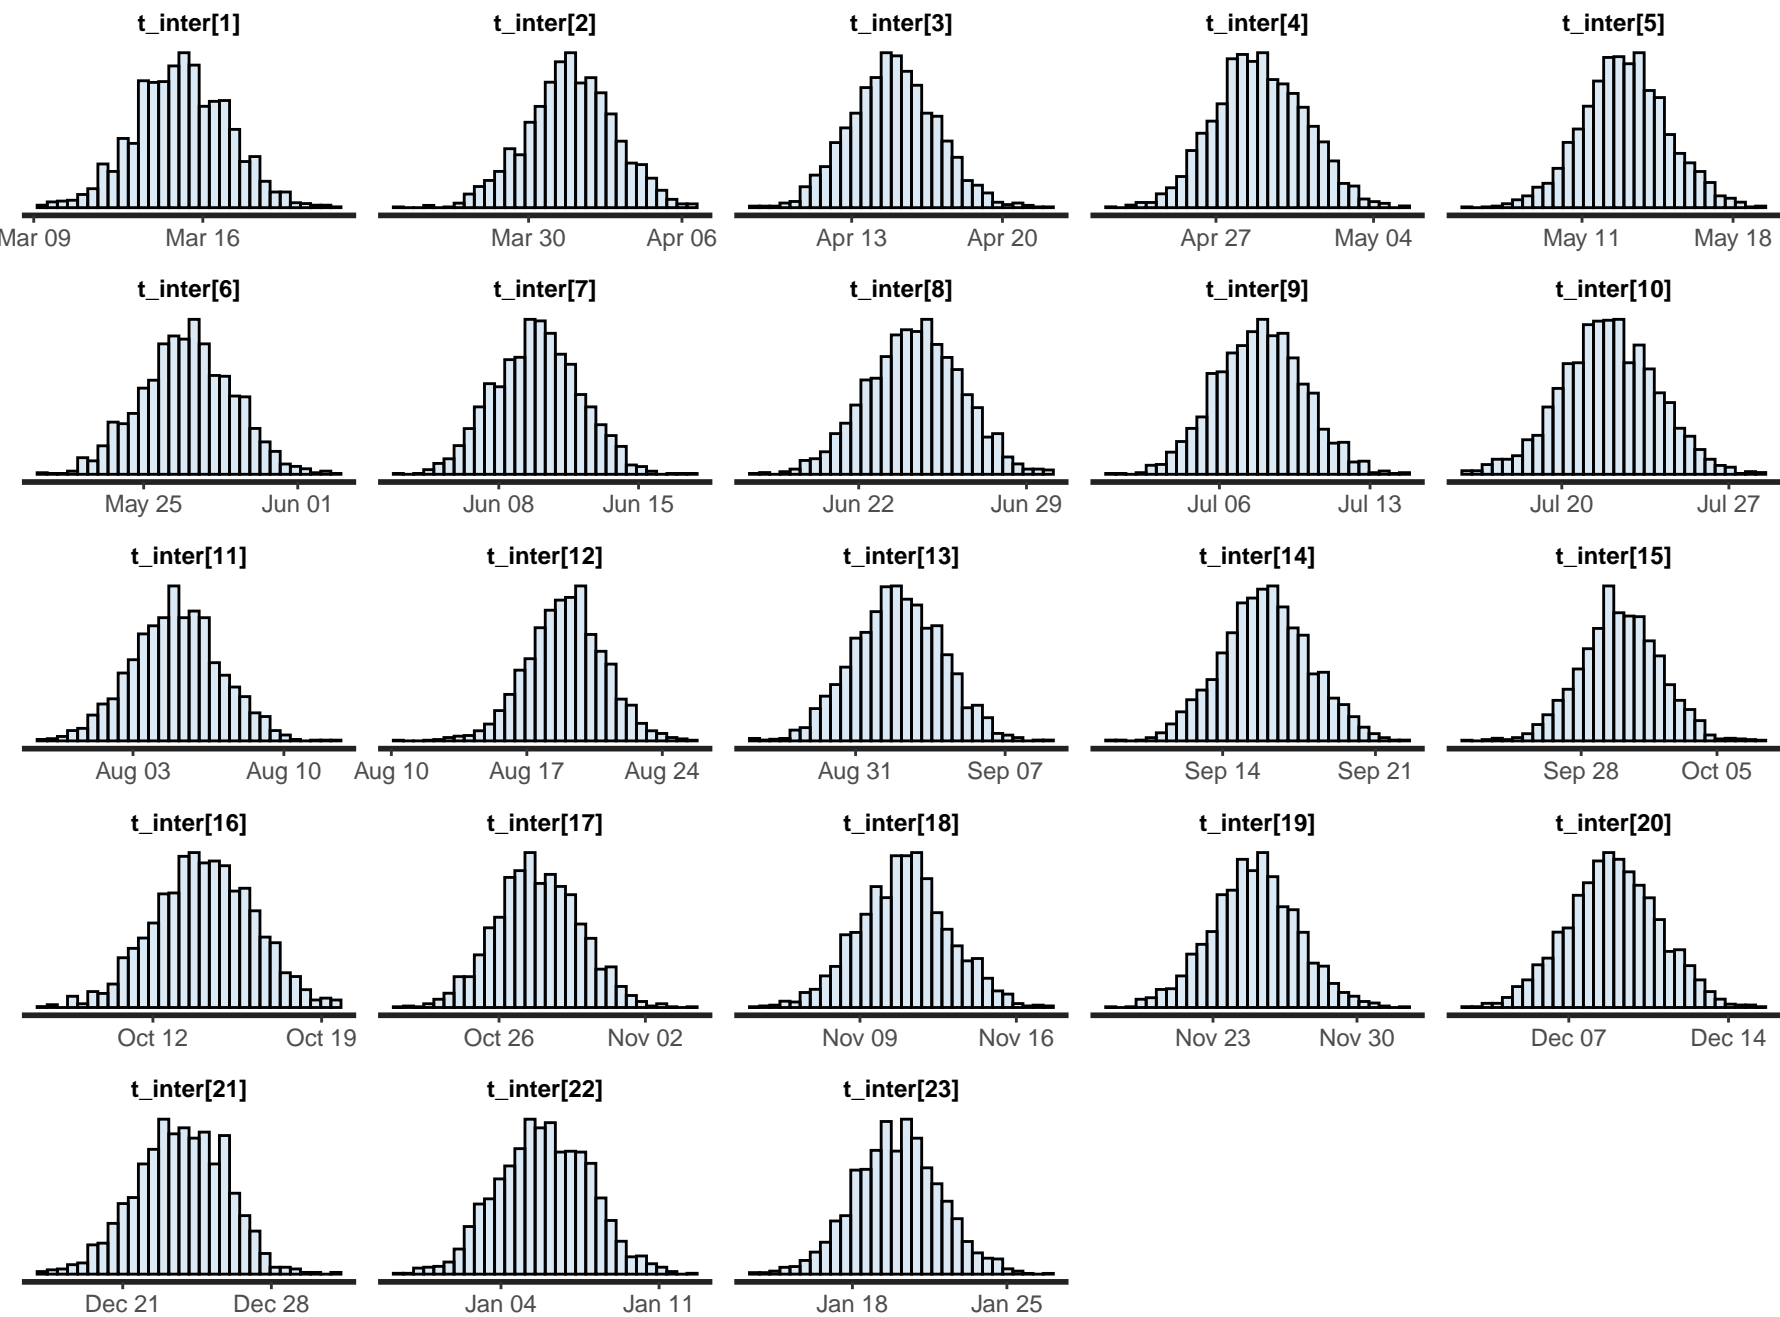 t_inter[1] t_inter[2] t_inter[3] t_inter[4] t_inter[5]
Mar 09 Mar 16 Mar 30 Apr 06 Apr 13 Apr 20 Apr 27 May 04 May 11 May 18
t_inter[6] t_inter[7] t_inter[8] t_inter[9] t_inter[10]
May 25 Jun 01 Jun 08 Jun 15 Jun 22 Jun 29 Jul 06 Jul 13 Jul 20 Jul 27
t_inter[11] t_inter[12] t_inter[13] t_inter[14] t_inter[15]
Aug 03 Aug 10 Aug 10 Aug 17 Aug 24 Aug 31 Sep 07 Sep 14 Sep 21 Sep 28 Oct 05
t_inter[16] t_inter[17] t_inter[18] t_inter[19] t_inter[20]
Oct 12 Oct 19 Oct 26 Nov 02 Nov 09 Nov 16 Nov 23 Nov 30 Dec 07 Dec 14
t_inter[21] t_inter[22] t_inter[23]
Dec 21 Dec 28 Jan 04 Jan 11 Jan 18 Jan 25